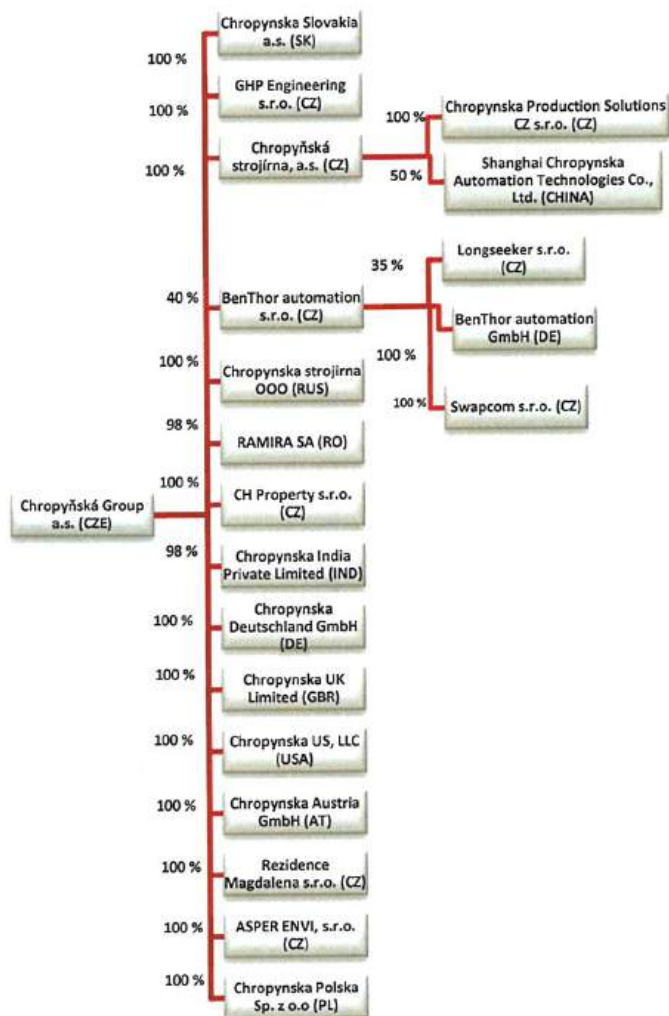 Chropynska Slovakia
a.s. (SK)
100 %
GHP Engineering
s.r.o. (CZ)
100 %
100 %
Chropynska Production Solutions
CZ s.r.o. (CZ)
Chropyňská
strojírna, a.s. (CZ)
100 %
50 %
Shanghai Chropynska
Automation Technologies Co.,
Ltd. (CHINA)
35 %
Longseeker s.r.o.
(CZ)
40 %
BenThor automation
s.r.o. (CZ)
BenThor automation
GmbH (DE)
100 %
100 %
Chropynska strojirna
OOO (RUS)
100 %
Swapcom s.r.o. (CZ)
98 %
RAMIRA SA (RO)
100 %
CH Property s.r.o.
(CZ)
Chropyňská Group
a.s. (CZE)
98 %
Chropynska India
Private Limited (IND)
100 %
Chropynska
Deutschland GmbH
(DE)
100 %
Chropynska UK
Limited (GBR)
100 %
Chropynska US, LLC
(USA)
100 %
Chropynska Austria
GmbH (AT)
100 %
Rezidence
Magdalena s.r.o. (CZ)
100 %
ASPER ENVI, s.r.o.
(CZ)
100 %
Chropynska Polska
Sp. z o.o (PL)